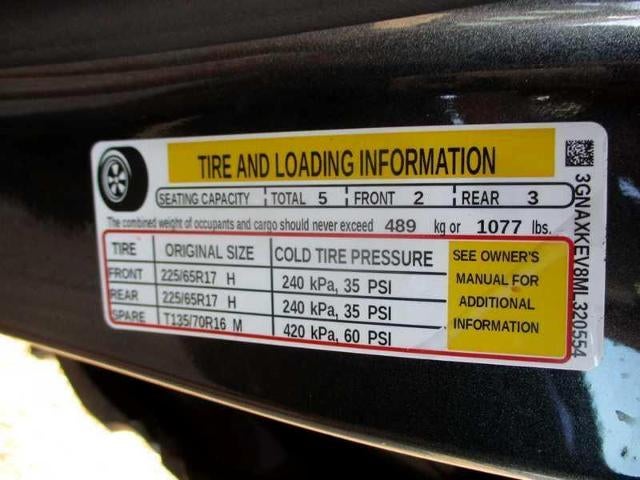 TIRE AND LOADING INFORMATION
SEATING CAPACITY TOTAL 5 FRONT 2 REAR 3
The combined weight of occupants and cargo should never exceed 489 kg or 1077 lbs.
TIRE ORIGINAL SIZE COLD TIRE PRESSURE
FRONT 225/65R17 H 240 kPa, 35 PSI
REAR 225/65R17 H 240 kPa, 35 PSI
SPARE T135/70R16 M 420 kPa, 60 PSI
SEE OWNER'S
MANUAL FOR
ADDITIONAL
INFORMATION
3GNAXKEV8ML320554